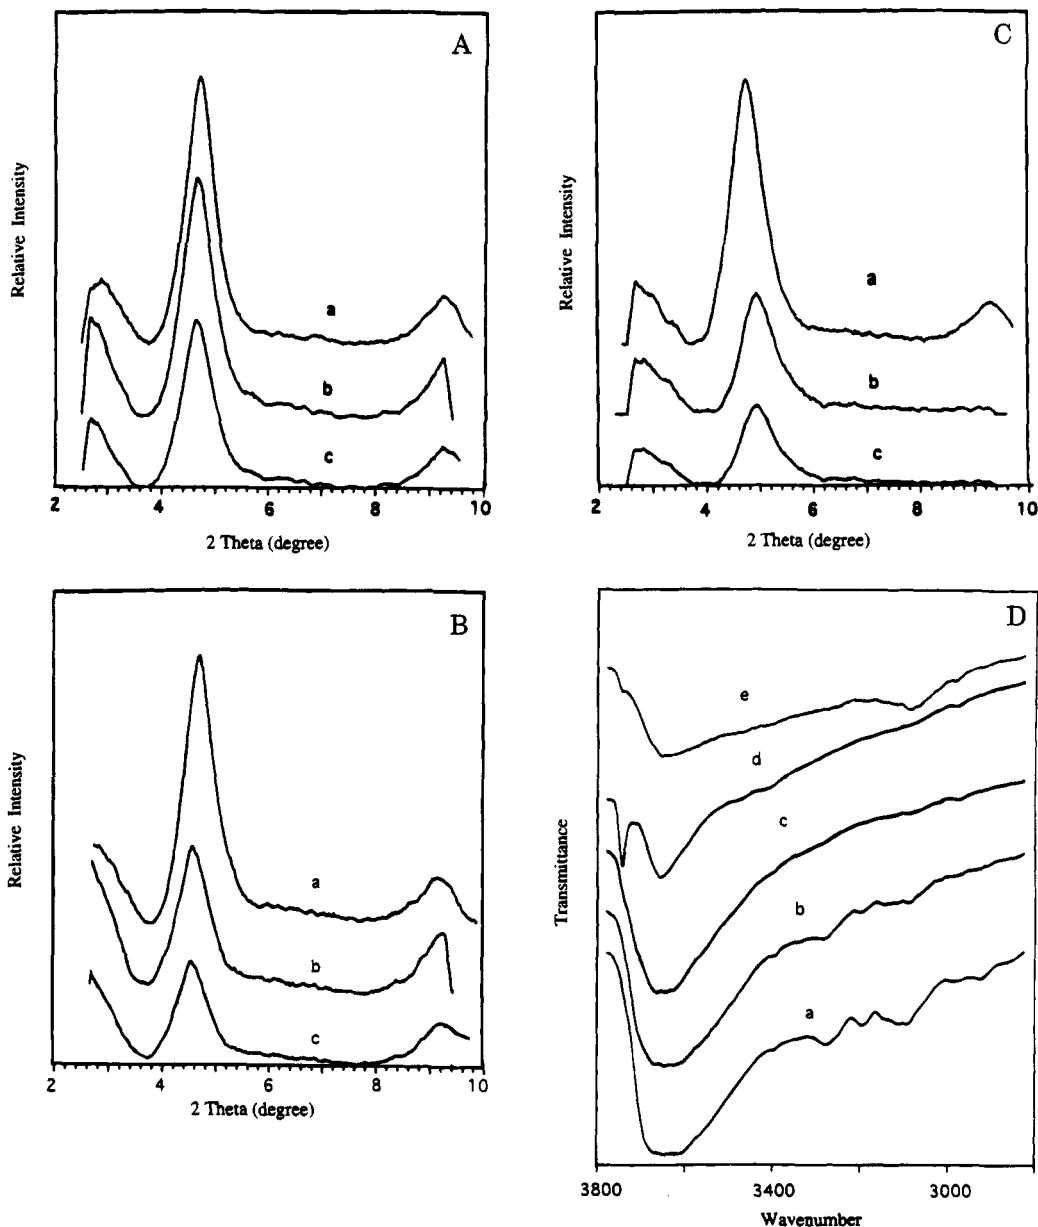 A
Relative Intensity
a
b
c
2 4 6 8 10
2 Theta (degree)
C
Relative Intensity
a
b
c
2 4 6 8 10
2 Theta (degree)
B
Relative Intensity
a
b
c
2 4 6 8 10
2 Theta (degree)
D
Transmittance
e
d
c
b
a
3800 3400 3000
Wavenumber